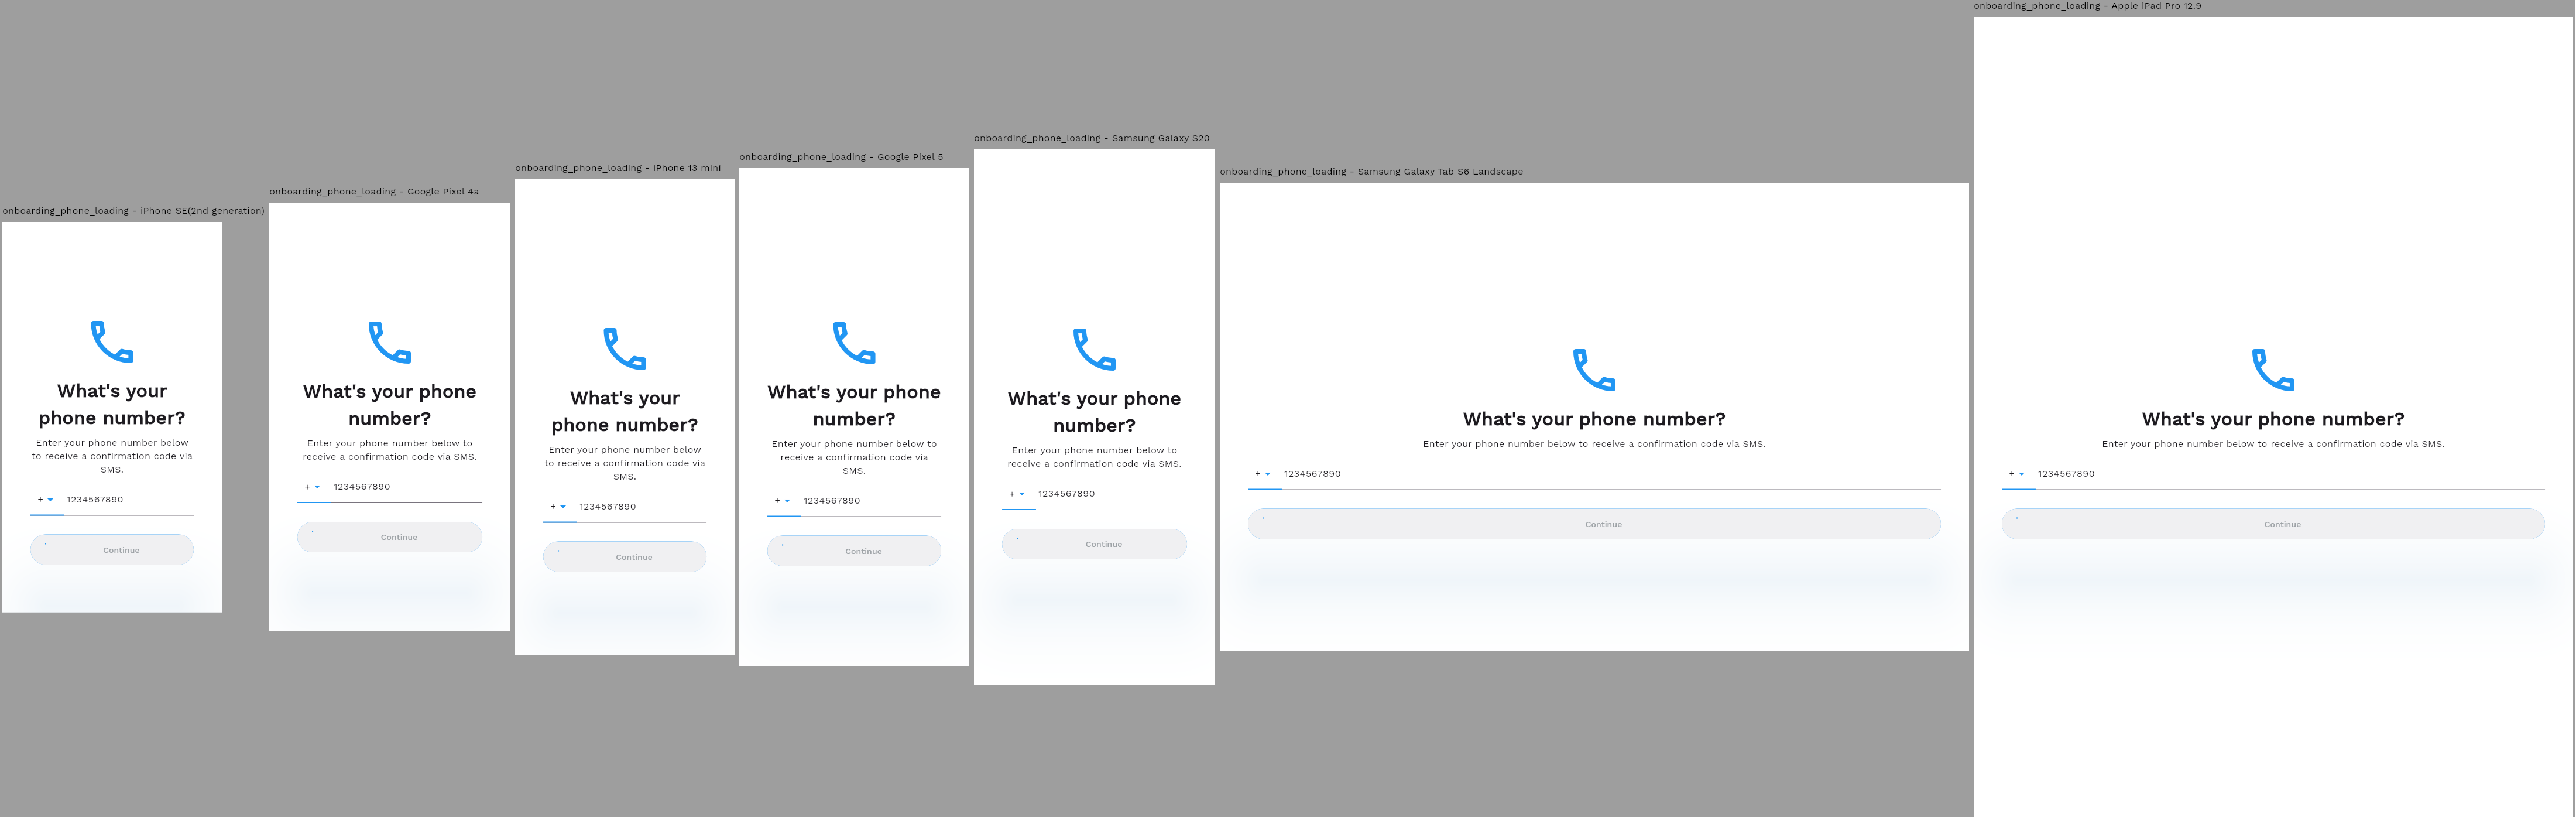 onboarding_phone_loading - iPhone SE(2nd generation)
What's your
phone number?
Enter your phone number below
to receive a confirmation code via
SMS.
+ 1234567890
Continue
onboarding_phone_loading - Google Pixel 4a
What's your phone
number?
Enter your phone number below to
receive a confirmation code via SMS.
+ 1234567890
Continue
onboarding_phone_loading - iPhone 13 mini
What's your
phone number?
Enter your phone number below
to receive a confirmation code via
SMS.
+ 1234567890
Continue
onboarding_phone_loading - Google Pixel 5
What's your phone
number?
Enter your phone number below to
receive a confirmation code via
SMS.
+ 1234567890
Continue
onboarding_phone_loading - Samsung Galaxy S20
What's your phone
number?
Enter your phone number below to
receive a confirmation code via SMS.
+ 1234567890
Continue
onboarding_phone_loading - Samsung Galaxy Tab S6 Landscape
What's your phone number?
Enter your phone number below to receive a confirmation code via SMS.
+ 1234567890
Continue
onboarding_phone_loading - Apple iPad Pro 12.9
What's your phone number?
Enter your phone number below to receive a confirmation code via SMS.
+ 1234567890
Continue